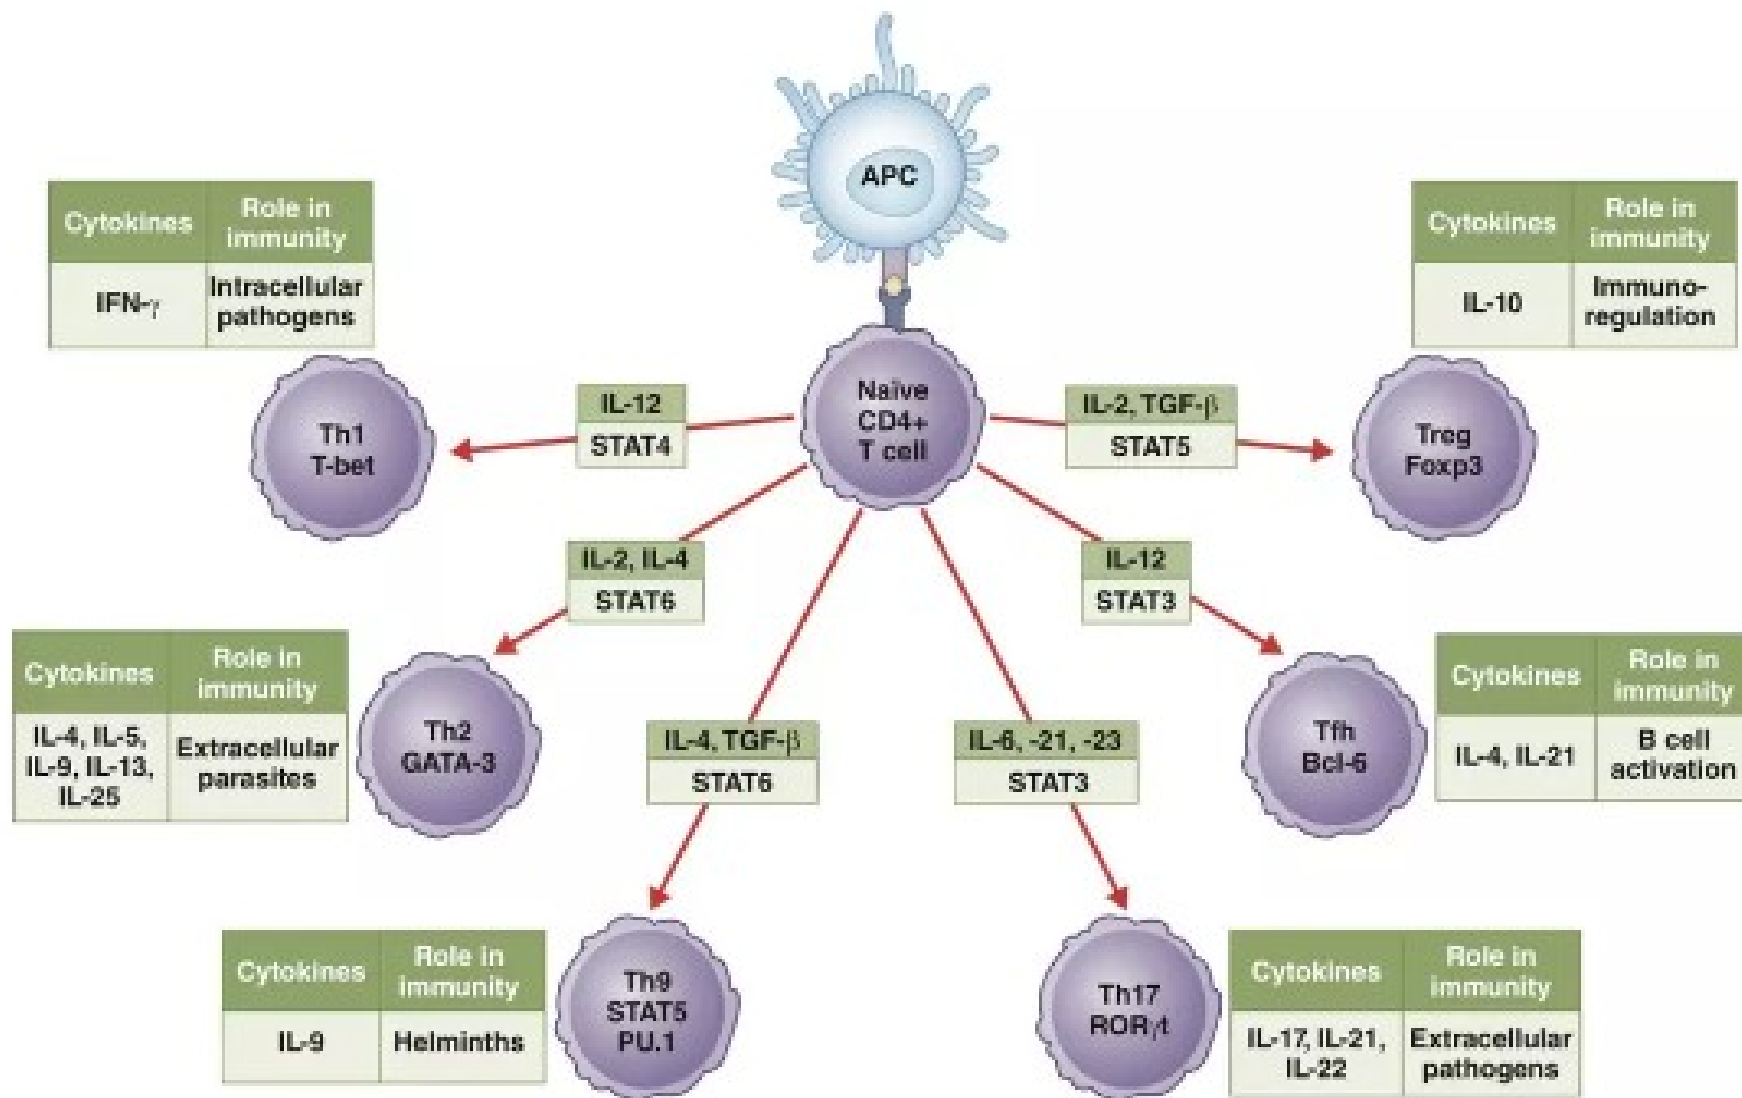 APC
Cytokines
Role in
immunity
IFN-γ
Intracellular
pathogens
Cytokines
Role in
immunity
IL-10
Immuno-
regulation
Th1
T-bet
IL-12
STAT4
Naïve
CD4+
T cell
IL-2, TGF-β
STAT5
Treg
Foxp3
IL-2, IL-4
STAT6
IL-12
STAT3
Cytokines
Role in
immunity
IL-4, IL-5,
IL-9, IL-13,
IL-25
Extracellular
parasites
Th2
GATA-3
IL-4, TGF-β
STAT6
IL-6, -21, -23
STAT3
Tfh
Bcl-6
Cytokines
Role in
immunity
IL-4, IL-21
B cell
activation
Cytokines
Role in
immunity
IL-9
Helminths
Th9
STAT5
PU.1
Th17
RORγt
Cytokines
Role in
immunity
IL-17, IL-21,
IL-22
Extracellular
pathogens